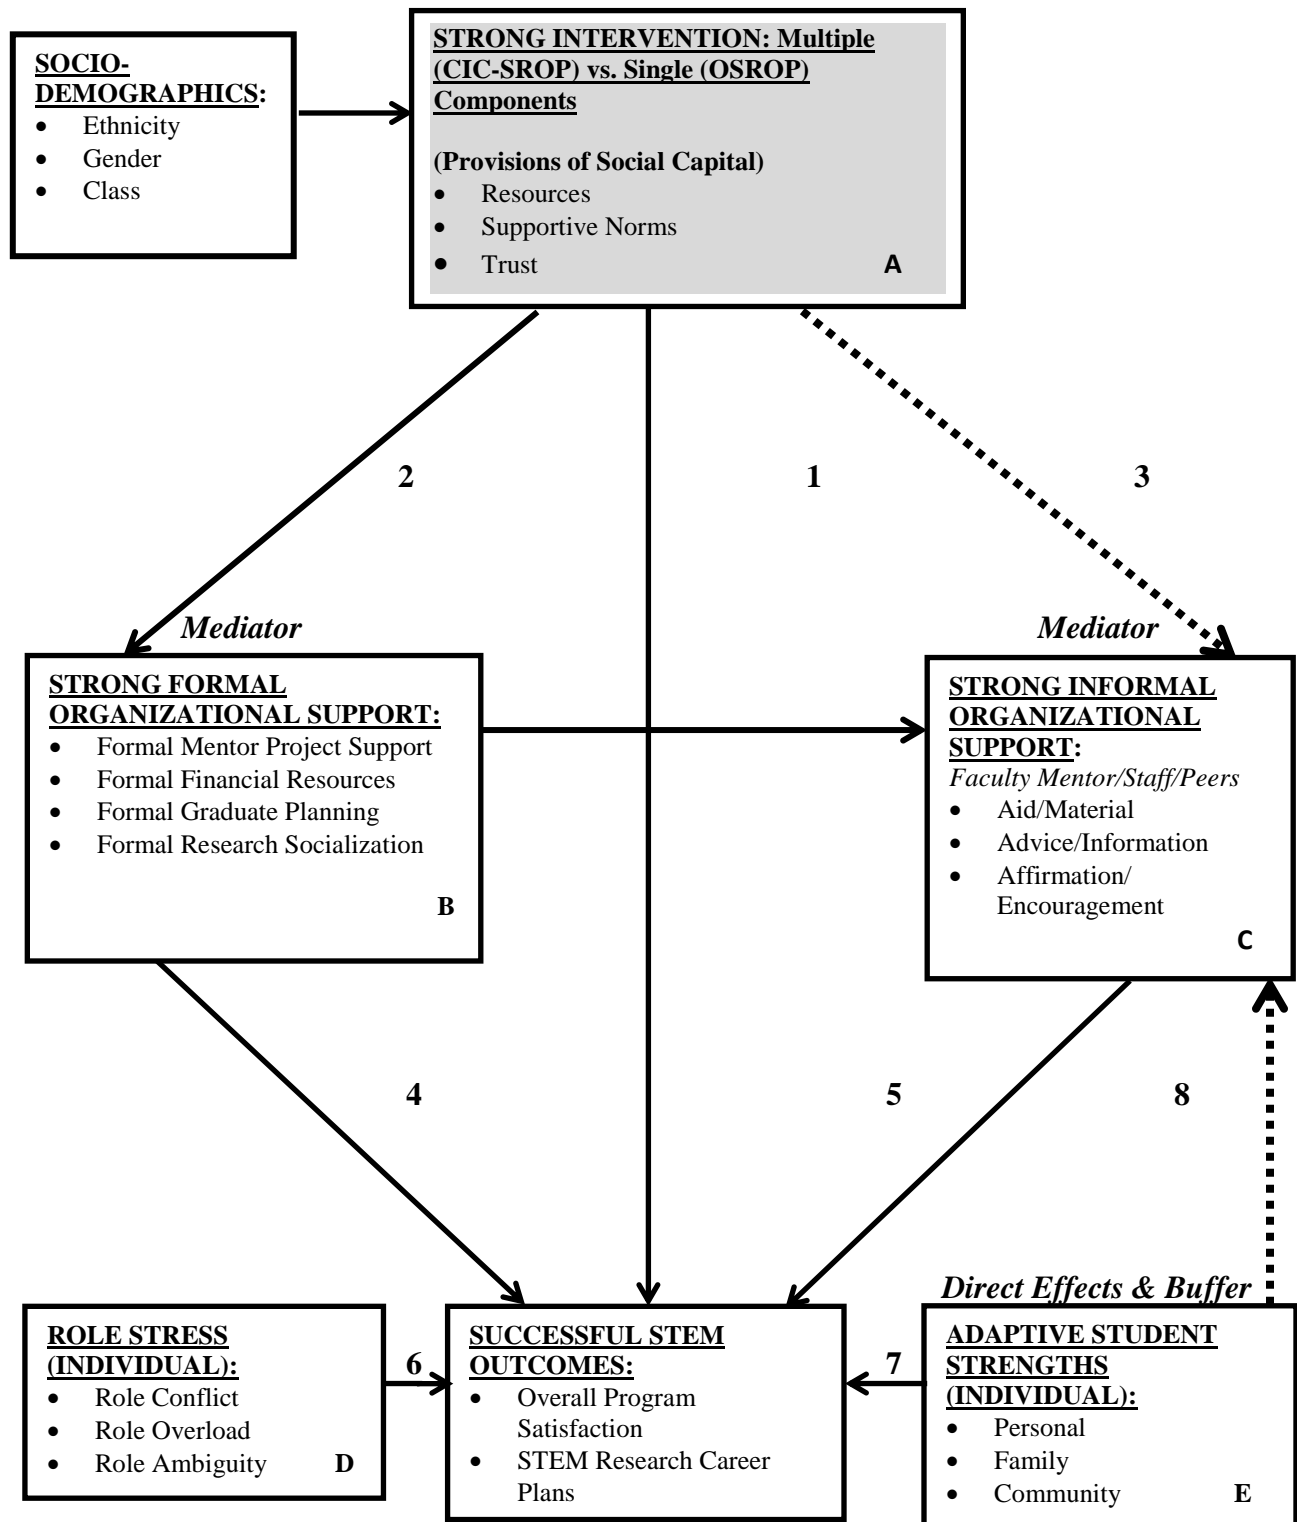 SOCIO-
DEMOGRAPHICS:
• Ethnicity
• Gender
• Class
STRONG INTERVENTION: Multiple
(CIC-SROP) vs. Single (OSROP)
Components
(Provisions of Social Capital)
• Resources
• Supportive Norms
• Trust A
2
1
3
Mediator
STRONG FORMAL
ORGANIZATIONAL SUPPORT:
• Formal Mentor Project Support
• Formal Financial Resources
• Formal Graduate Planning
• Formal Research Socialization
B
Mediator
STRONG INFORMAL
ORGANIZATIONAL
SUPPORT:
Faculty Mentor/Staff/Peers
• Aid/Material
• Advice/Information
• Affirmation/
Encouragement
C
4
5
8
ROLE STRESS
(INDIVIDUAL):
• Role Conflict
• Role Overload
• Role Ambiguity D
6
SUCCESSFUL STEM
OUTCOMES:
• Overall Program
Satisfaction
• STEM Research Career
Plans
7
Direct Effects & Buffer
ADAPTIVE STUDENT
STRENGTHS
(INDIVIDUAL):
• Personal
• Family
• Community E